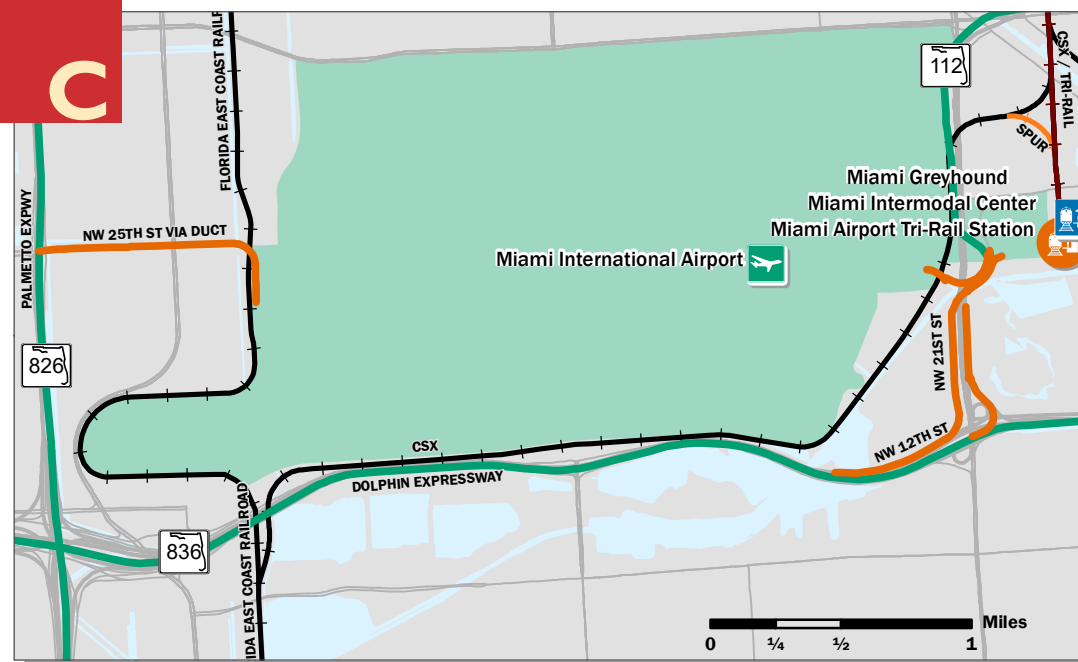 C
FLORIDA EAST COAST RAILR
112
CSX / TRI-RAIL
SPUR
PALMETTO EXPWY
NW 25TH ST VIA DUCT
Miami Greyhound
Miami Intermodal Center
Miami Airport Tri-Rail Station
Miami International Airport
826
NW 21ST ST
CSX
NW 12TH ST
DOLPHIN EXPRESSWAY
836
IDA EAST COAST RAILROAD
Miles
0 ¼ ½ 1